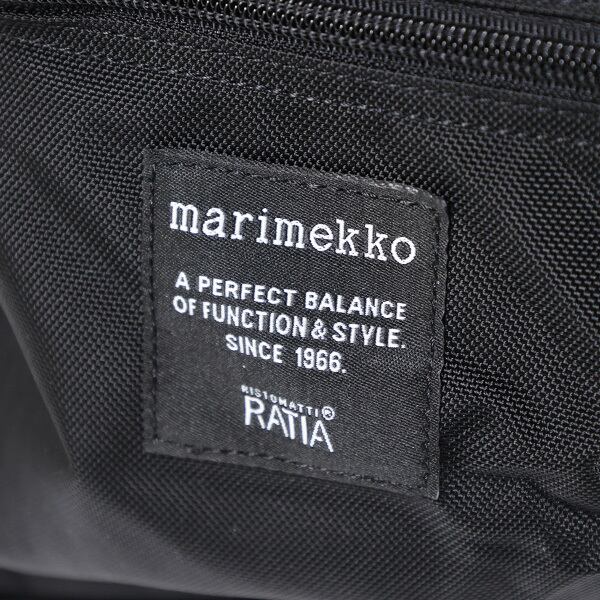 marimekko
A PERFECT BALANCE
OF FUNCTION & STYLE.
SINCE 1966.
RISTOMATTI®
RATIA